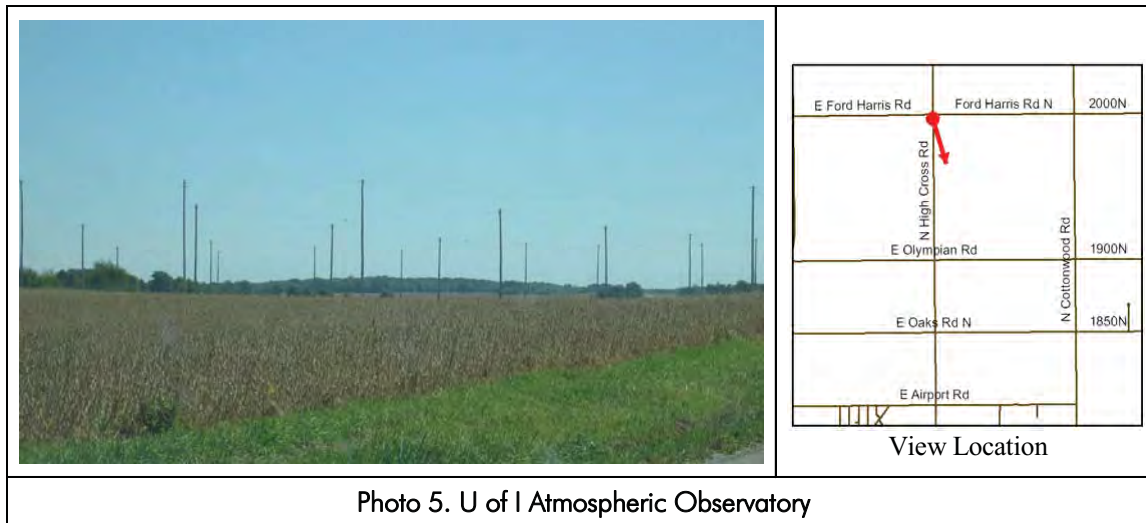 E Ford Harris Rd Ford Harris Rd N 2000N
N High Cross Rd
N Cottonwood Rd
E Olympian Rd 1900N
E Oaks Rd N 1850N
E Airport Rd
View Location
Photo 5. U of I Atmospheric Observatory